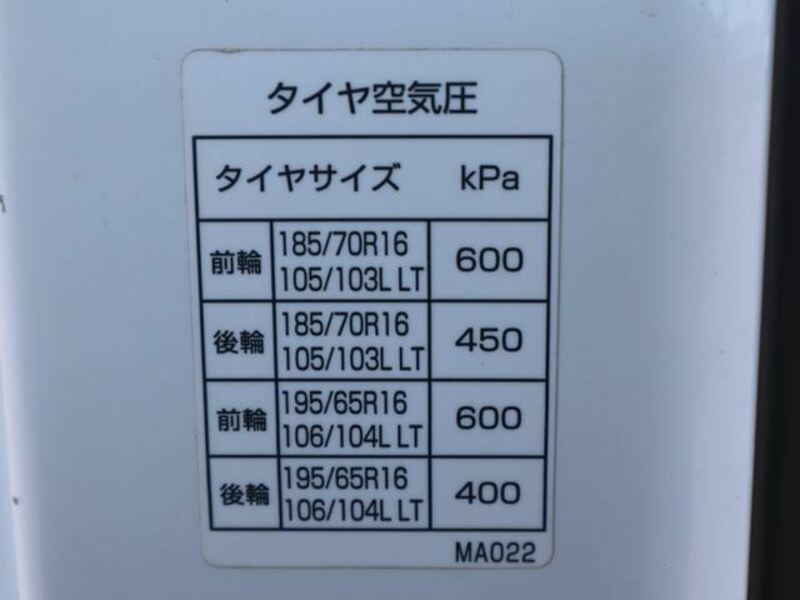 タイヤ空気圧
タイヤサイズ kPa
前輪 185/70R16 105/103L LT 600
後輪 185/70R16 105/103L LT 450
前輪 195/65R16 106/104L LT 600
後輪 195/65R16 106/104L LT 400
MA022